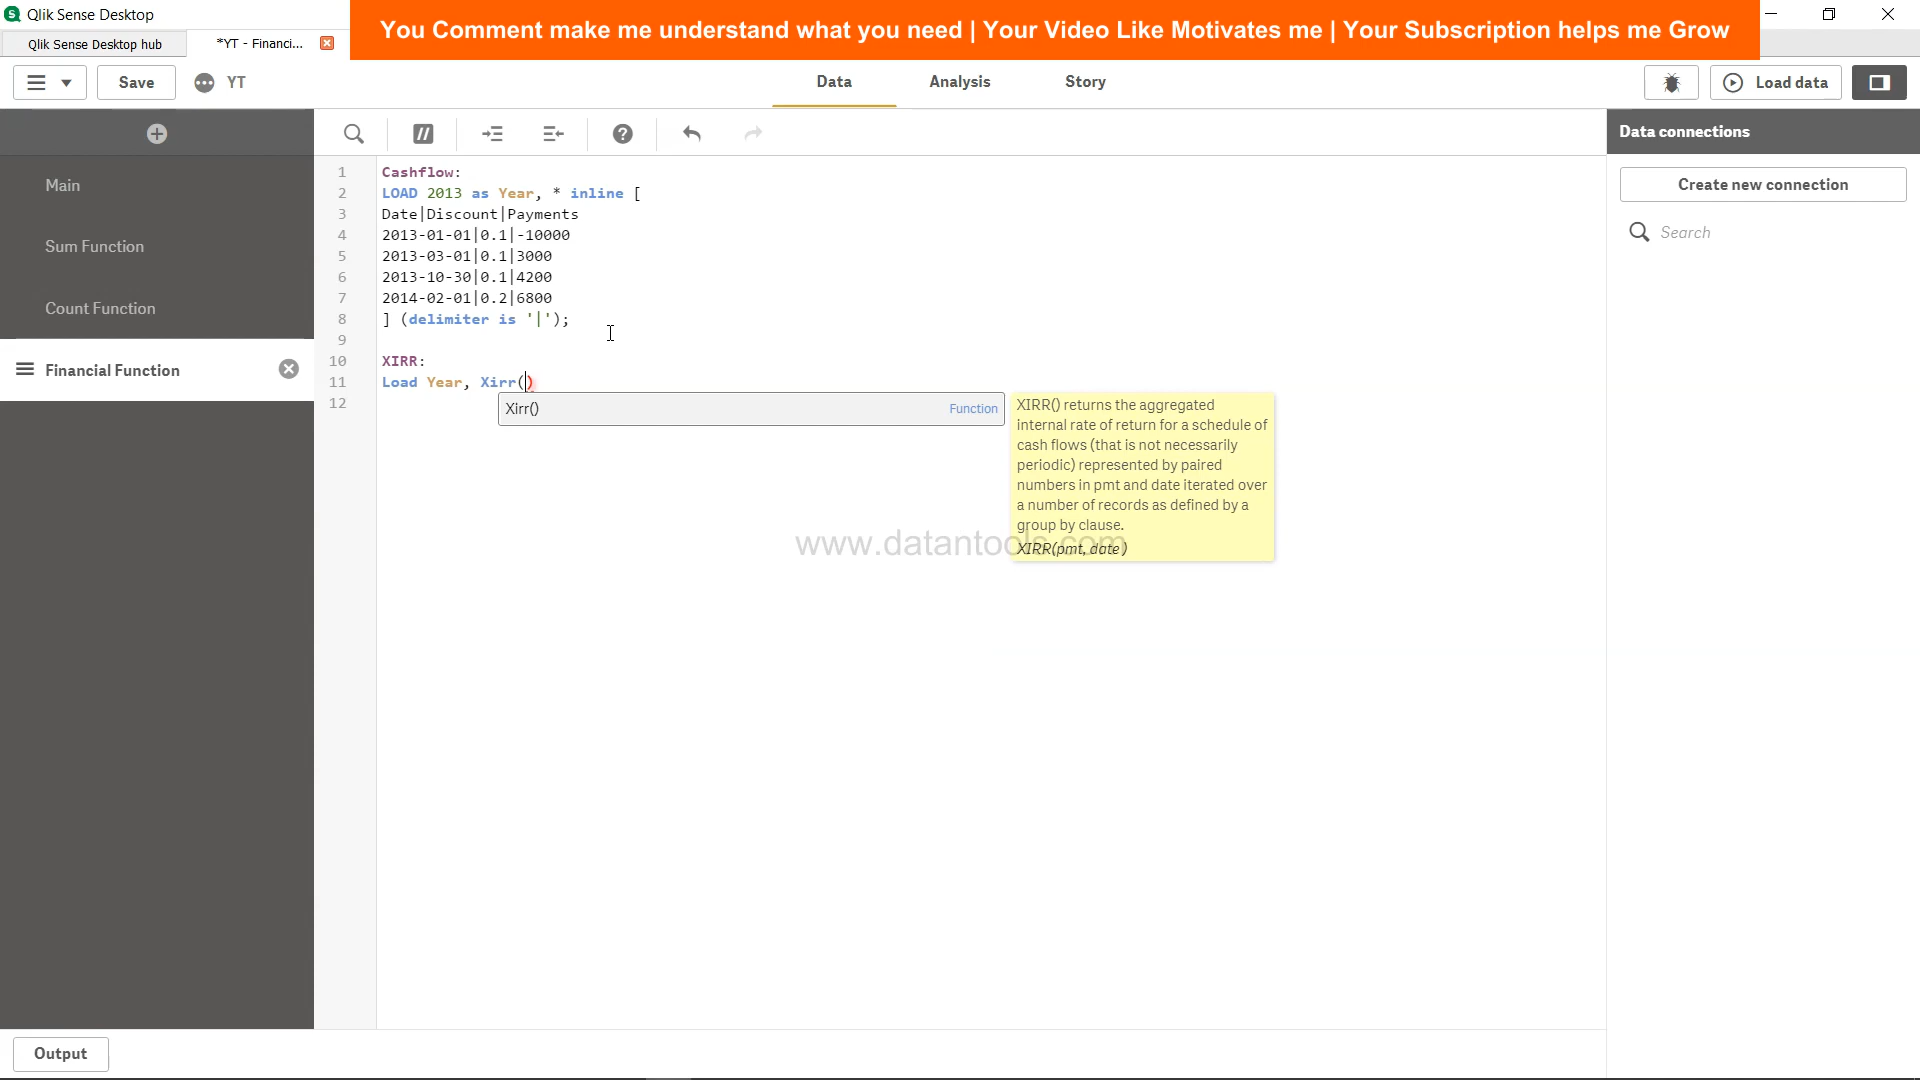 Qlik Sense Desktop
You Comment make me understand what you need | Your Video Like Motivates me | Your Subscription helps me Grow
Qlik Sense Desktop hub
*YT - Financi...
Save
YT
Data
Analysis
Story
Load data
Data connections
Create new connection
Search
Main
Sum Function
Count Function
Financial Function
1 Cashflow:
2 LOAD 2013 as Year, * inline [
3 Date|Discount|Payments
4 2013-01-01|0.1|-10000
5 2013-03-01|0.1|3000
6 2013-10-30|0.1|4200
7 2014-02-01|0.2|6800
8 ] (delimiter is '|');
9
10 XIRR:
11 Load Year, Xirr()
12
Xirr() Function
XIRR() returns the aggregated
internal rate of return for a schedule of
cash flows (that is not necessarily
periodic) represented by paired
numbers in pmt and date iterated over
a number of records as defined by a
group by clause.
XIRR(pmt, date )
www.datantools.com
Output